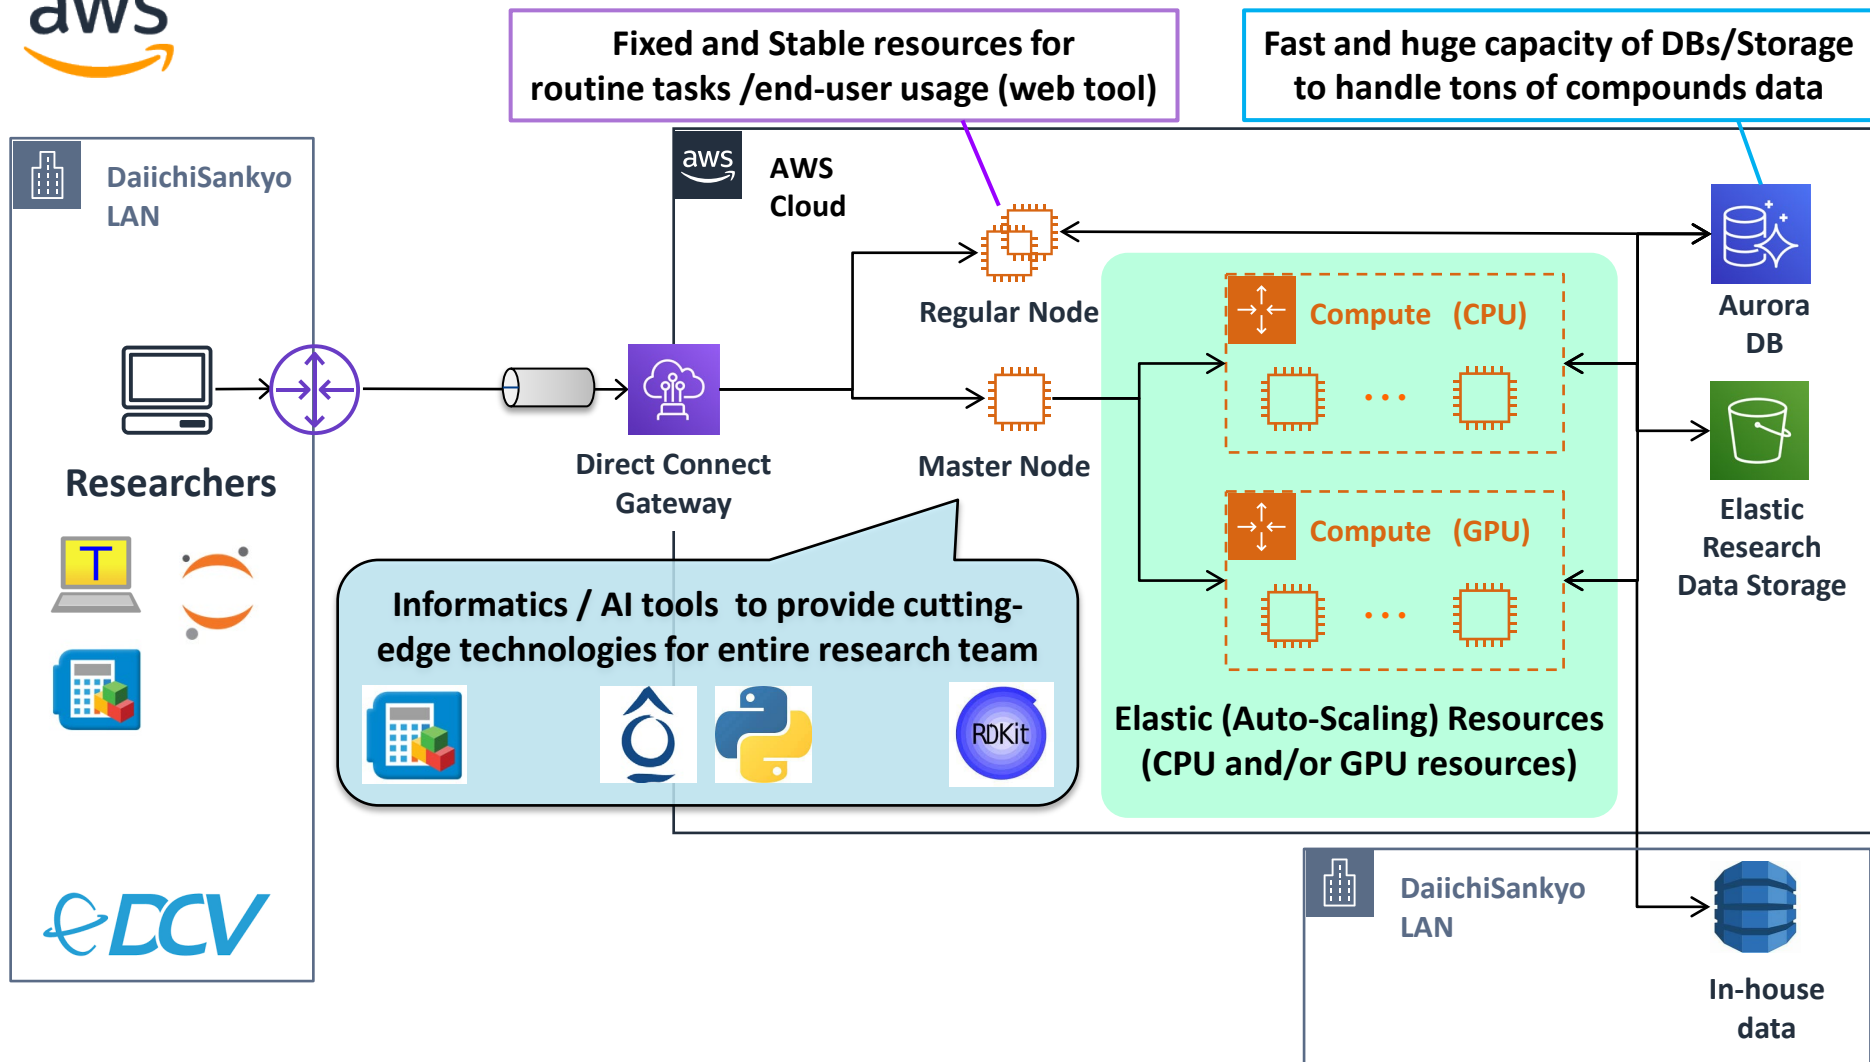 aws
Fixed and Stable resources for
routine tasks /end-user usage (web tool)
Fast and huge capacity of DBs/Storage
to handle tons of compounds data
DaiichiSankyo
LAN
aws
AWS
Cloud
Regular Node
Compute (CPU)
...
Aurora
DB
Researchers
Direct Connect
Gateway
Master Node
Compute (GPU)
...
Elastic
Research
Data Storage
T
Informatics / AI tools to provide cutting-
edge technologies for entire research team
RDKit
Elastic (Auto-Scaling) Resources
(CPU and/or GPU resources)
DCV
DaiichiSankyo
LAN
In-house
data